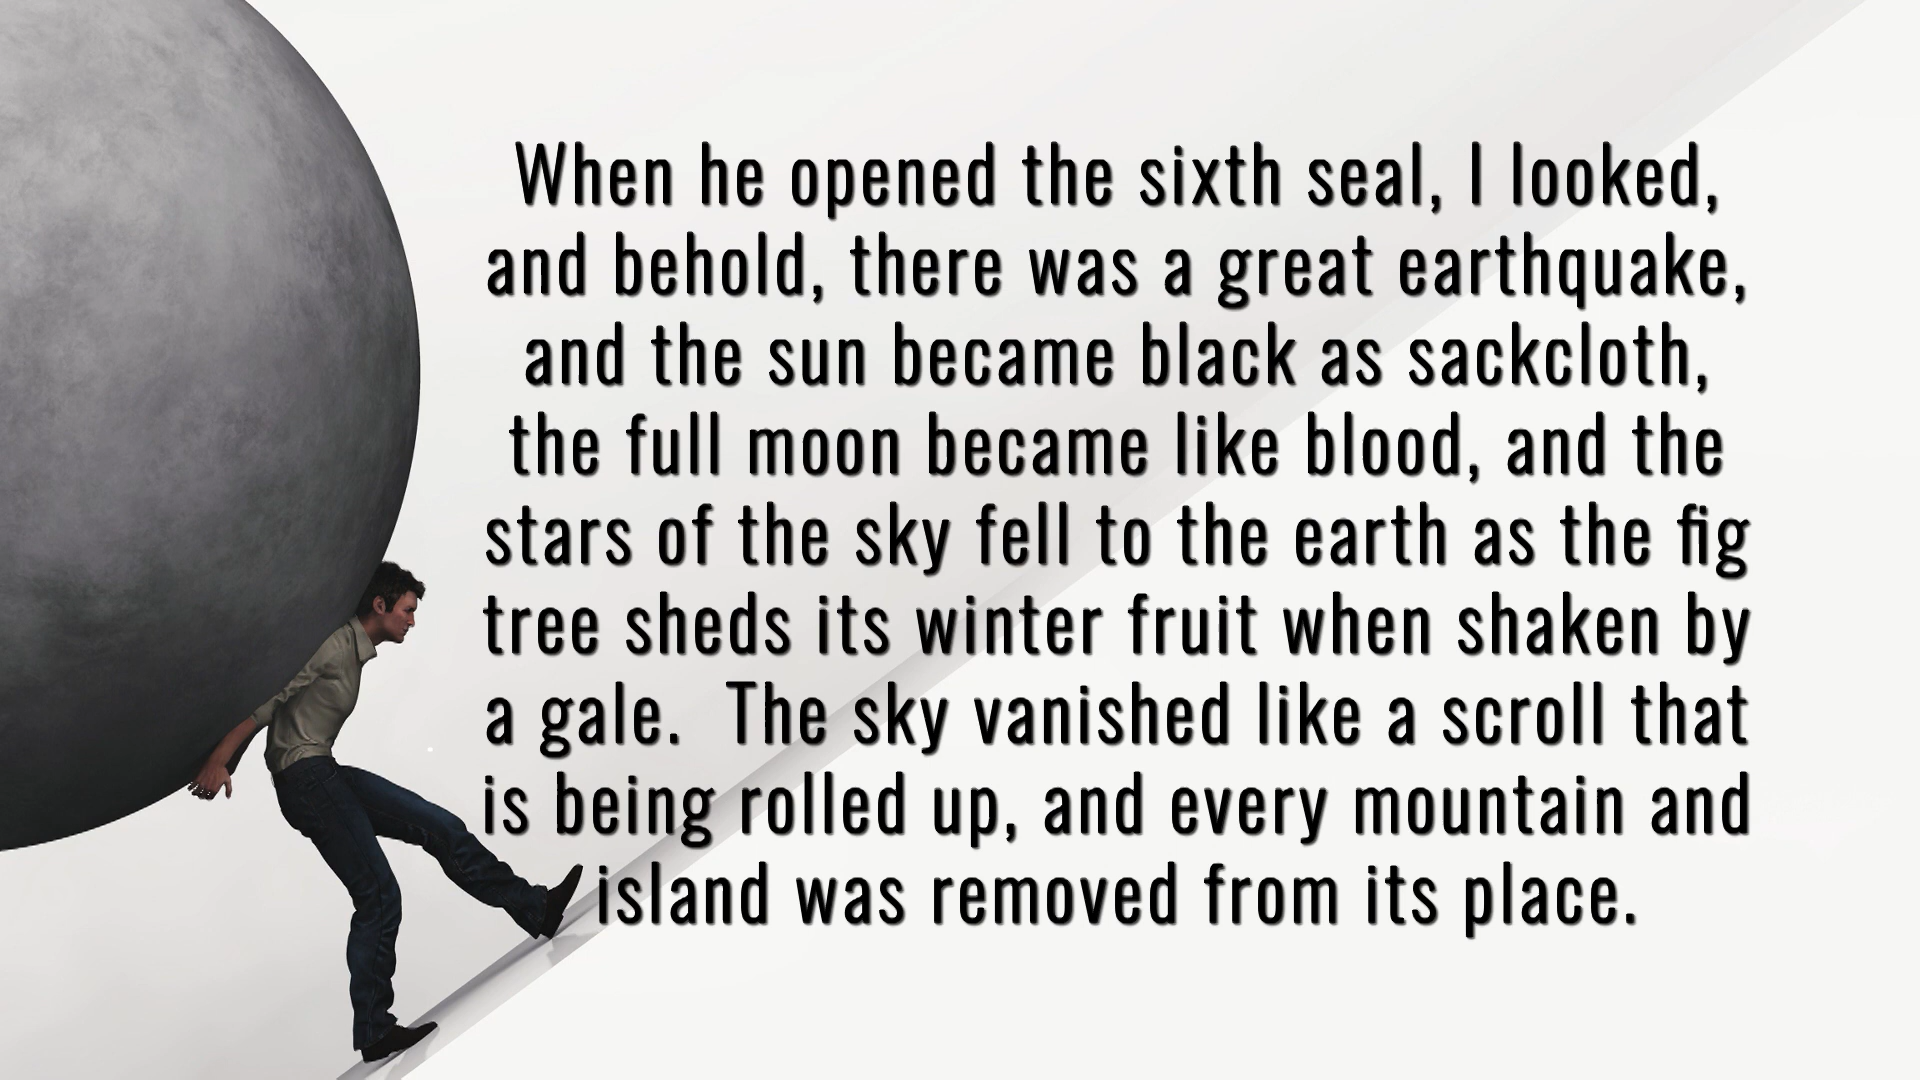 When he opened the sixth seal, I looked,
and behold, there was a great earthquake,
and the sun became black as sackcloth,
the full moon became like blood, and the
stars of the sky fell to the earth as the fig
tree sheds its winter fruit when shaken by
a gale.  The sky vanished like a scroll that
is being rolled up, and every mountain and
island was removed from its place.